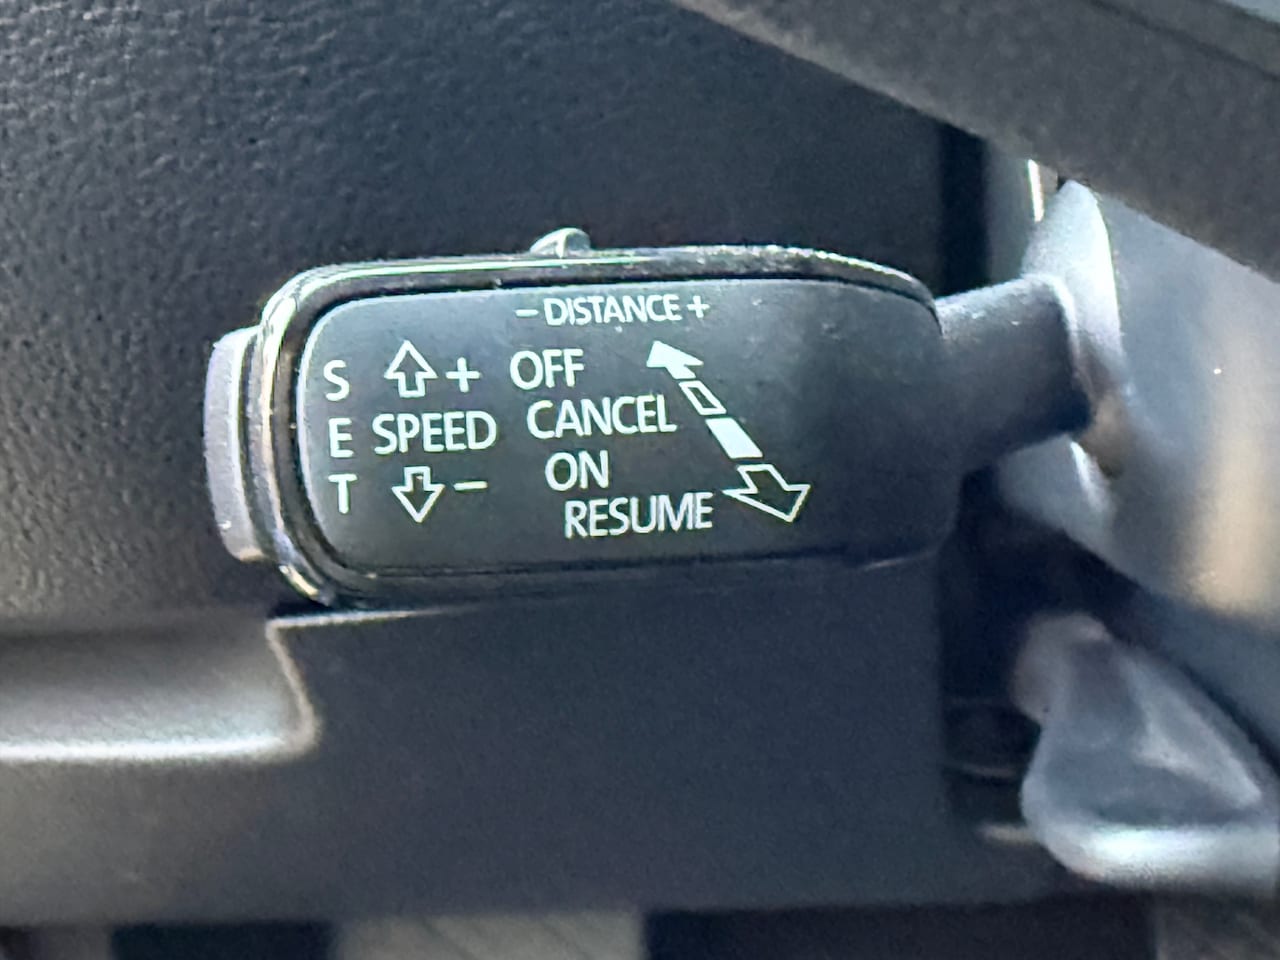 - DISTANCE +
S + OFF
E SPEED CANCEL
T - ON
RESUME